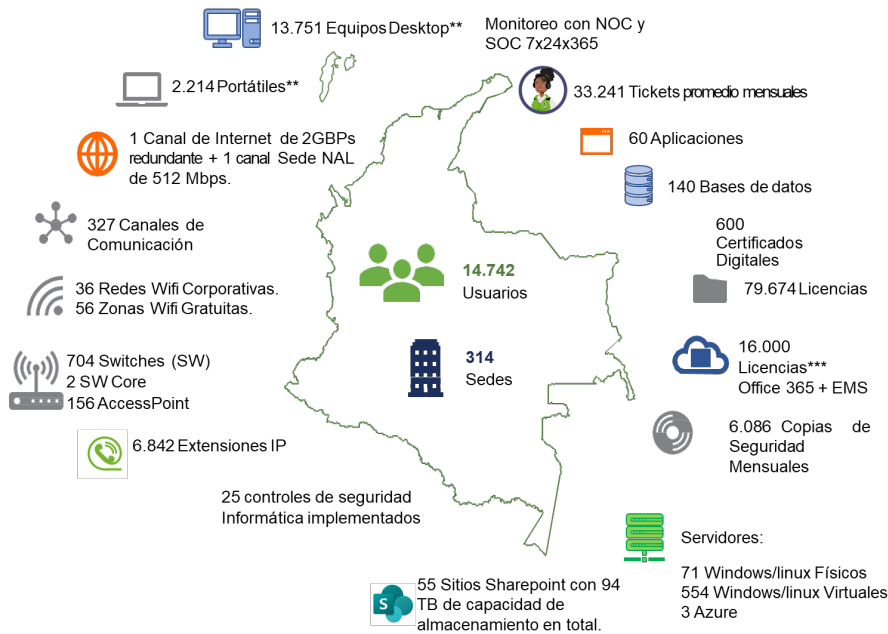 13.751 Equipos Desktop**
Monitoreo con NOC y
SOC 7x24x365
2.214 Portátiles**
33.241 Tickets promedio mensuales
1 Canal de Internet de 2GBPs
redundante + 1 canal Sede NAL
de 512 Mbps.
60 Aplicaciones
140 Bases de datos
327 Canales de
Comunicación
600
Certificados
Digitales
14.742
Usuarios
36 Redes Wifi Corporativas.
56 Zonas Wifi Gratuitas.
79.674 Licencias
704 Switches (SW)
2 SW Core
156 AccessPoint
314
Sedes
16.000
Licencias***
Office 365 + EMS
6.842 Extensiones IP
6.086 Copias de
Seguridad
Mensuales
25 controles de seguridad
Informática implementados
Servidores:
71 Windows/linux Físicos
554 Windows/linux Virtuales
3 Azure
S
55 Sitios Sharepoint con 94
TB de capacidad de
almacenamiento en total.